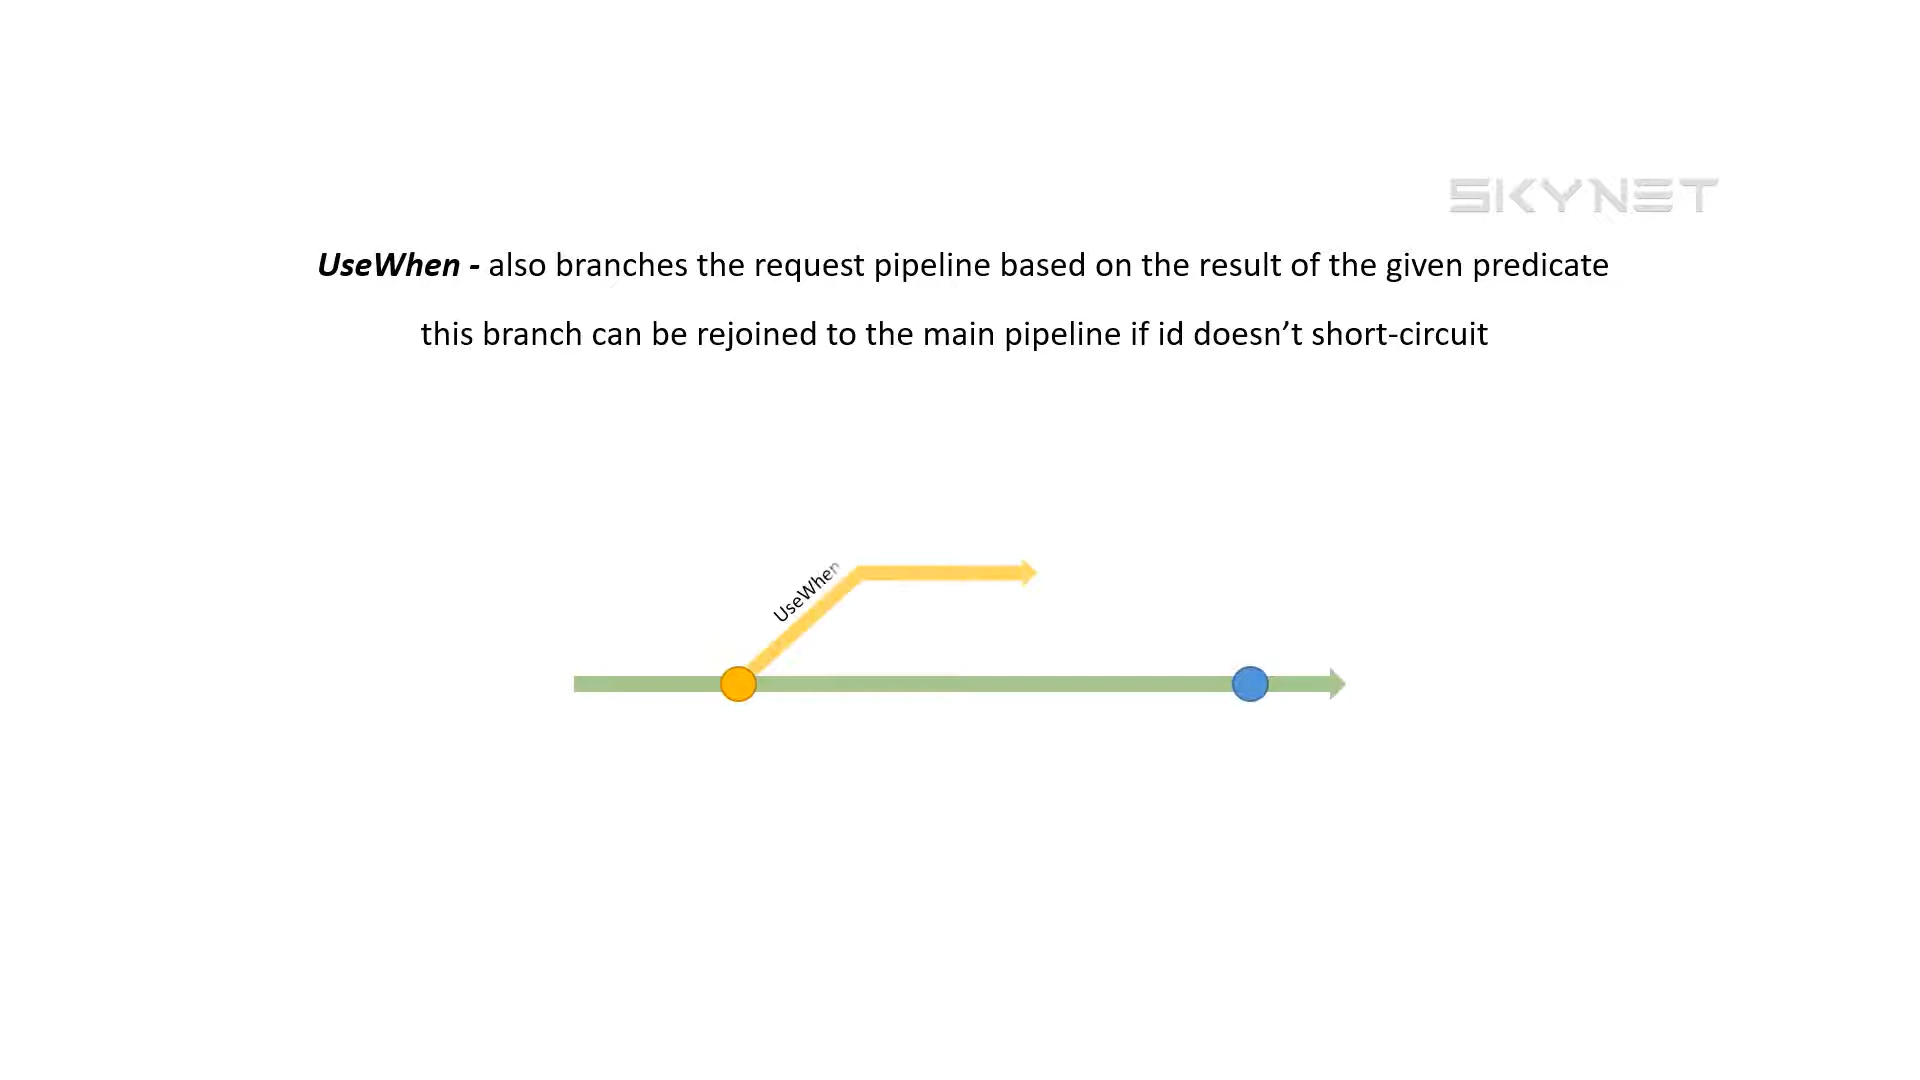 SKYNET
UseWhen - also branches the request pipeline based on the result of the given predicate
this branch can be rejoined to the main pipeline if id doesn’t short-circuit
UseWhen